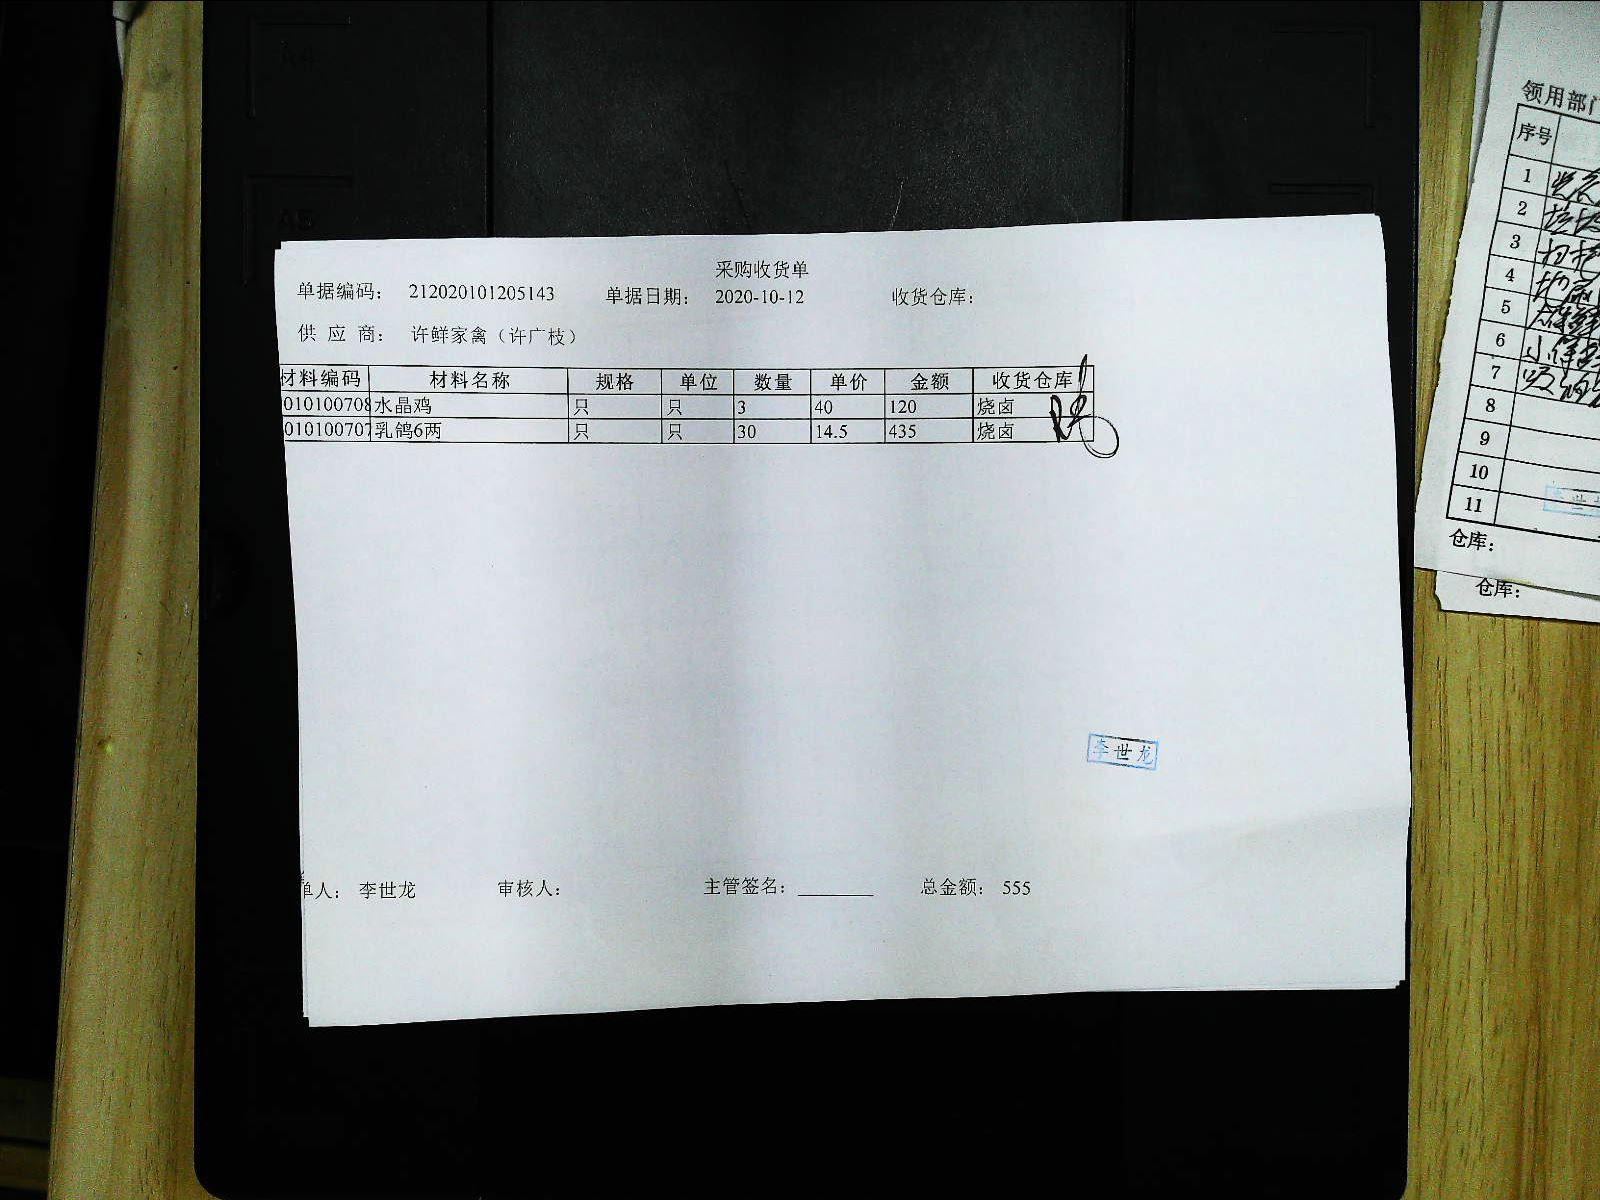 采购收货单
单据编码： 212020101205143 单据日期： 2020-10-12 收货仓库：
供 应 商： 许鲜家禽（许广枝）
材料编码 材料名称 规格 单位 数量 单价 金额 收货仓库
010100708 水晶鸡 只 只 3 40 120 烧卤
010100707 乳鸽6两 只 只 30 14.5 435 烧卤
李世龙
单人： 李世龙 审核人： 主管签名： 总金额： 555
领用部门
序号
1
2
3
4
5
6
7
8
9
10
11
仓库：
仓库：